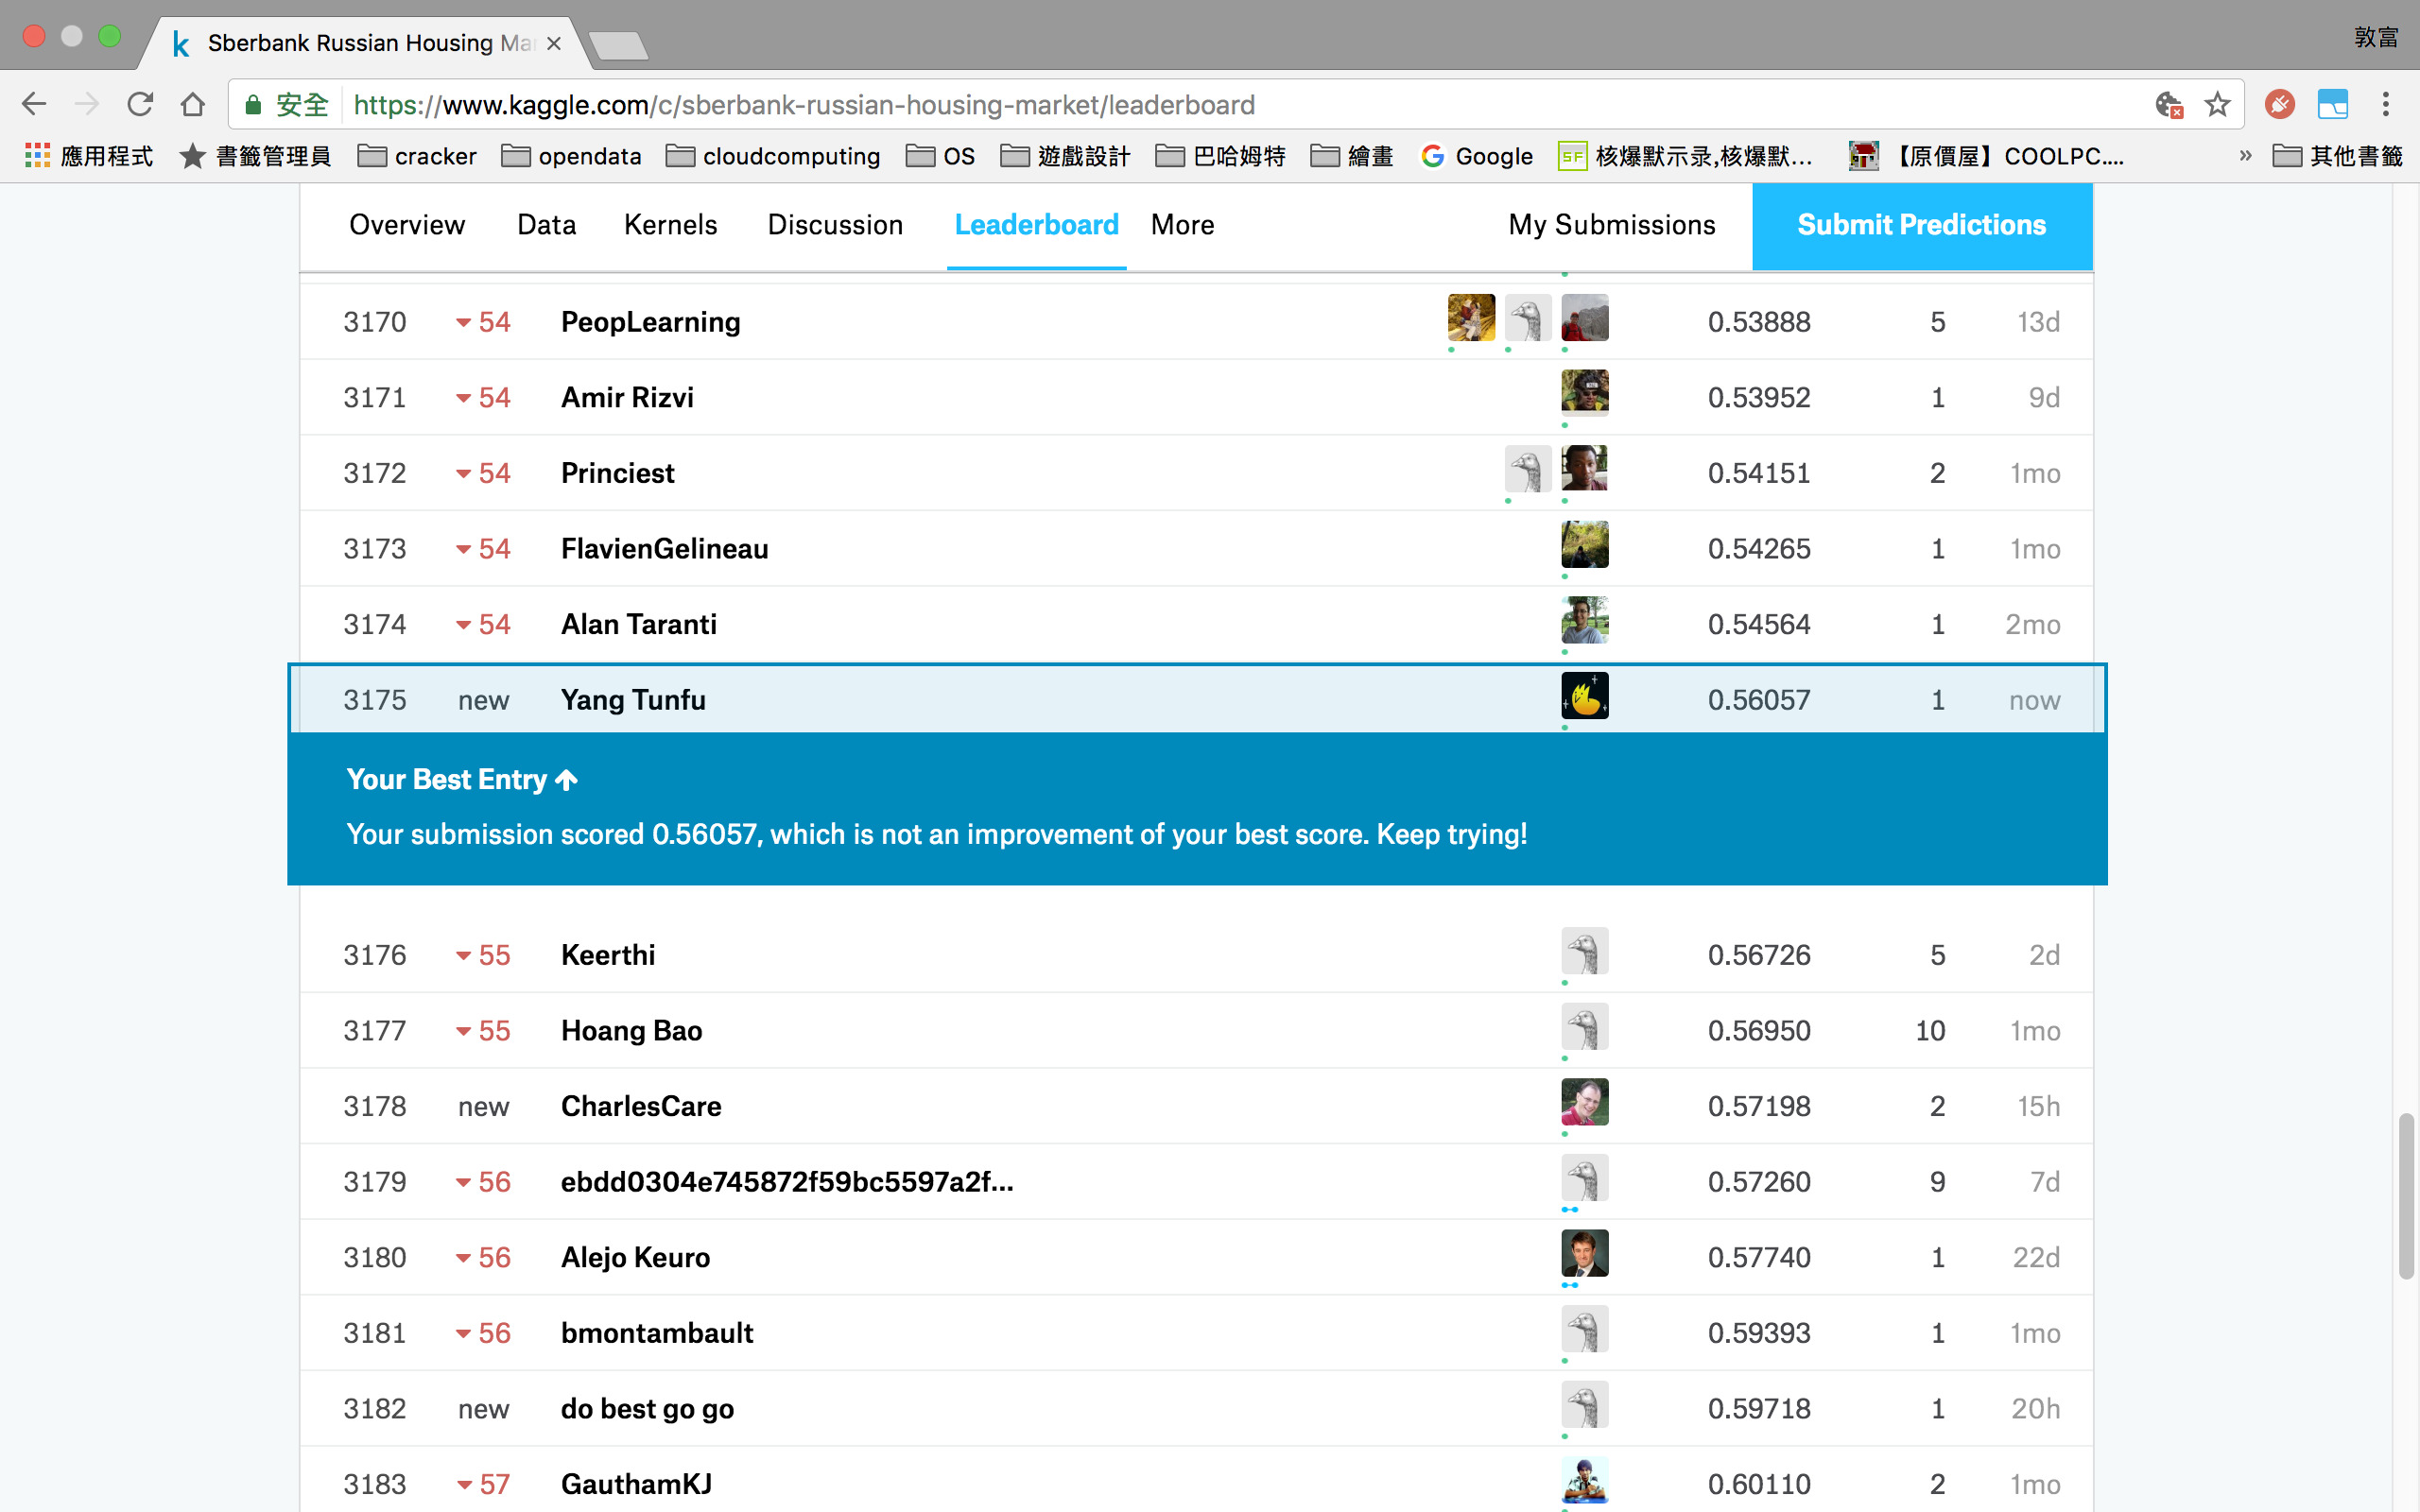 Sberbank Russian Housing Ma
敦富
安全 https://www.kaggle.com/c/sberbank-russian-housing-market/leaderboard
應用程式 書籤管理員 cracker opendata cloudcomputing OS 遊戲設計 巴哈姆特 繪畫 Google SF 核爆默示录,核爆默... 【原價屋】COOLPC.... » 其他書籤
Overview Data Kernels Discussion Leaderboard More My Submissions Submit Predictions
3170 54 PeopLearning 0.53888 5 13d
3171 54 Amir Rizvi 0.53952 1 9d
3172 54 Princiest 0.54151 2 1mo
3173 54 FlavienGelineau 0.54265 1 1mo
3174 54 Alan Taranti 0.54564 1 2mo
3175 new Yang Tunfu 0.56057 1 now
Your Best Entry
Your submission scored 0.56057, which is not an improvement of your best score. Keep trying!
3176 55 Keerthi 0.56726 5 2d
3177 55 Hoang Bao 0.56950 10 1mo
3178 new CharlesCare 0.57198 2 15h
3179 56 ebdd0304e745872f59bc5597a2f... 0.57260 9 7d
3180 56 Alejo Keuro 0.57740 1 22d
3181 56 bmontambault 0.59393 1 1mo
3182 new do best go go 0.59718 1 20h
3183 57 GauthamKJ 0.60110 2 1mo